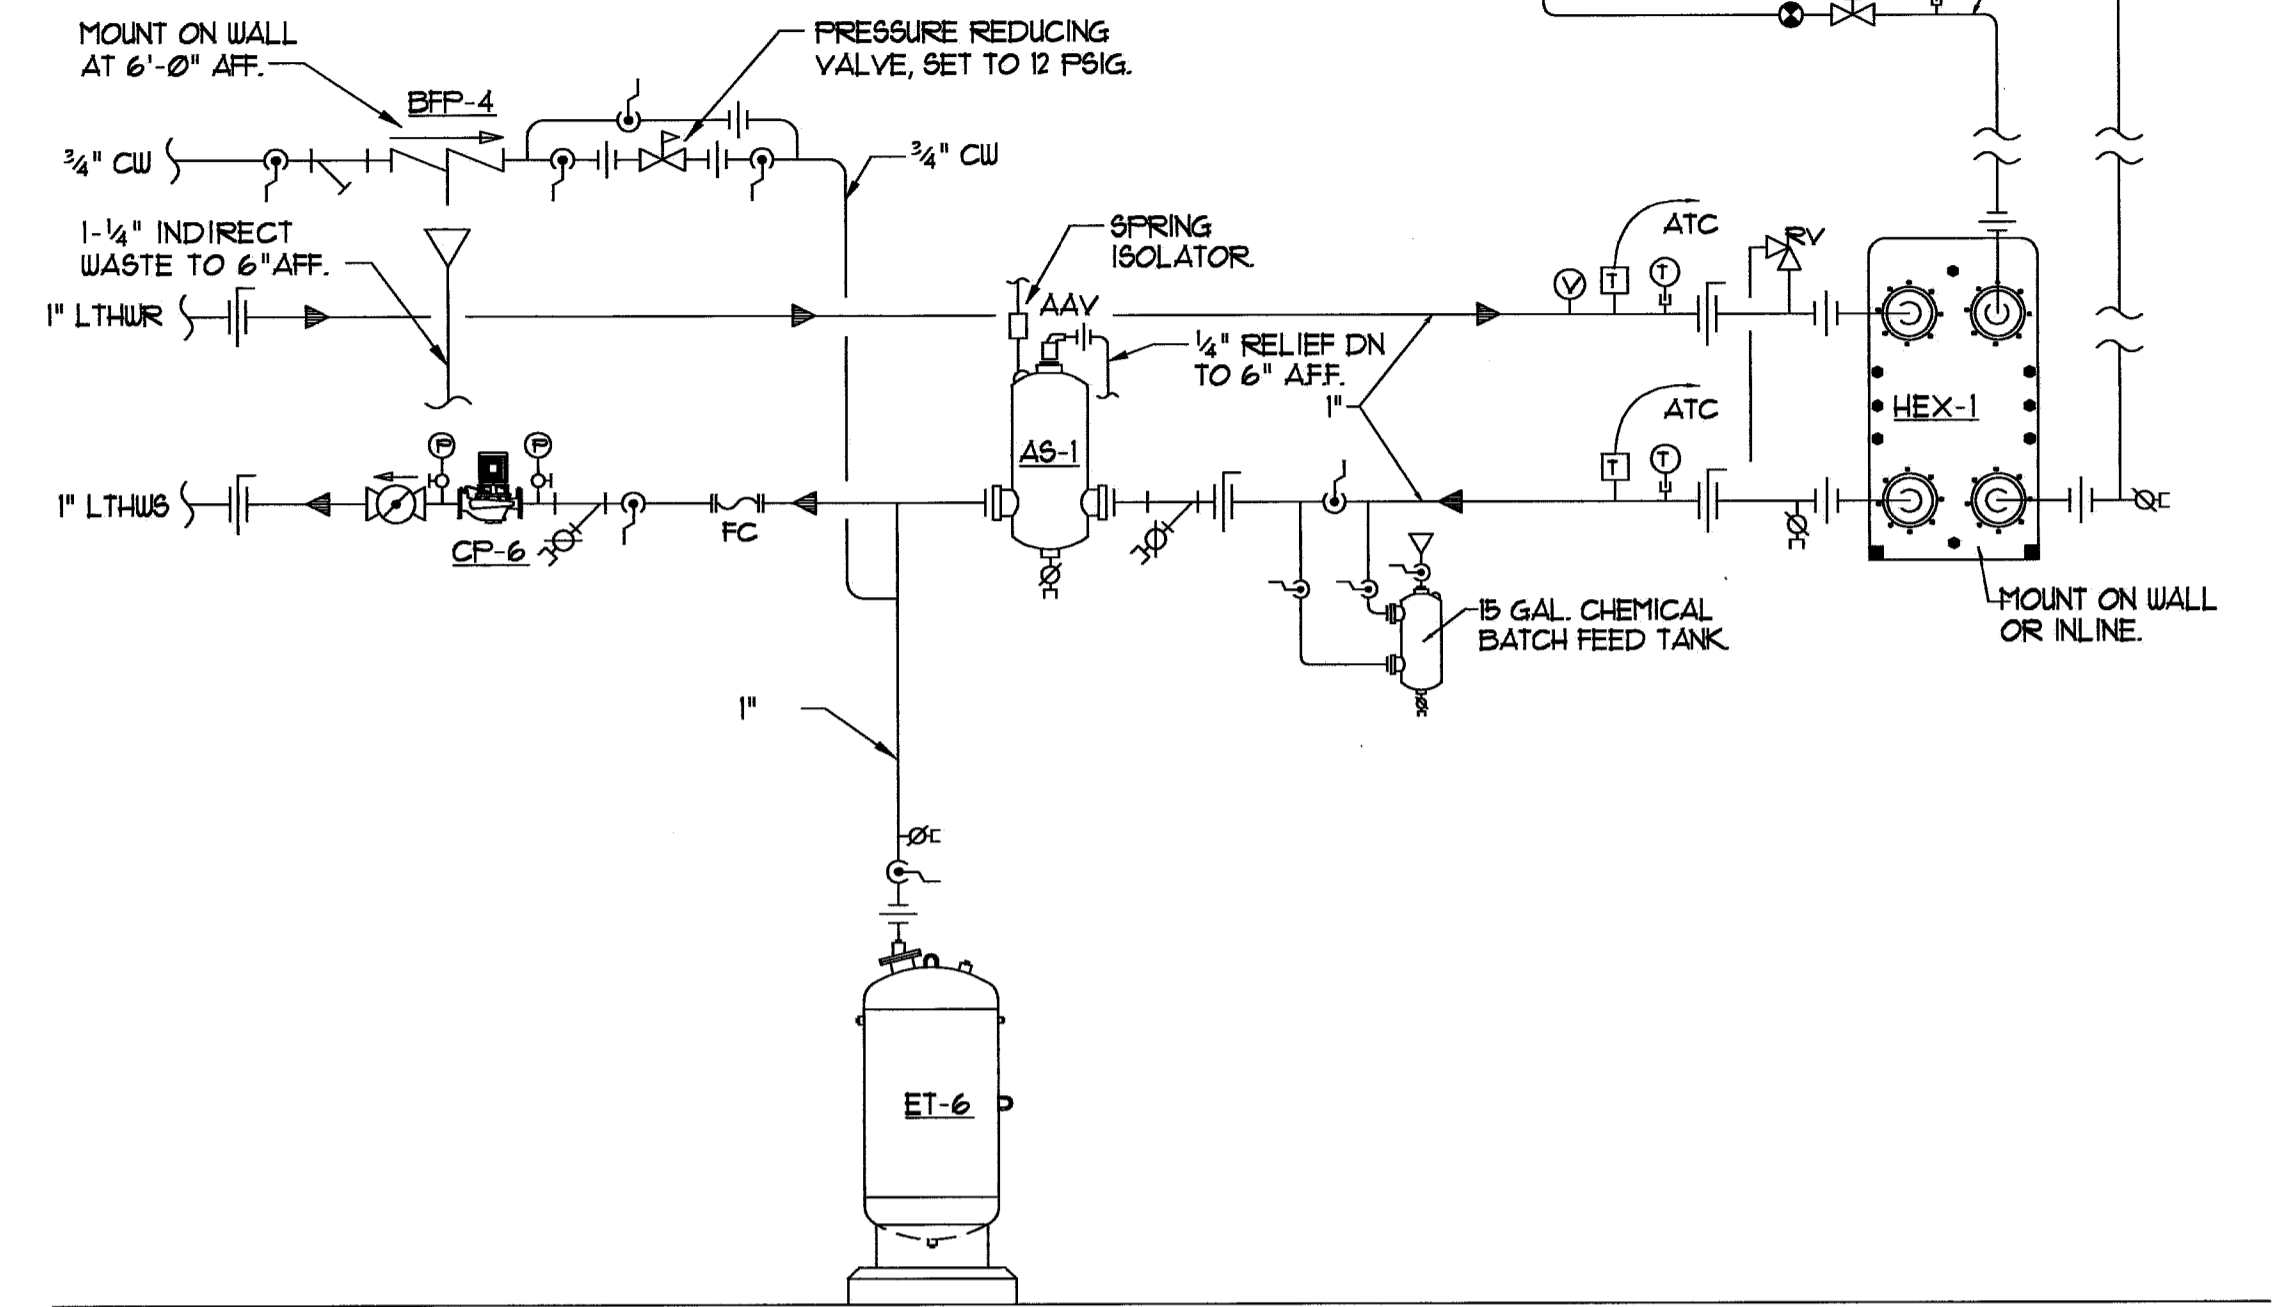 MOUNT ON WALL
AT 6'-0" AFF.
BFP-4
PRESSURE REDUCING
VALVE, SET TO 12 PSIG.
3/4" CW
3/4" CW
1-1/4" INDIRECT
WASTE TO 6"AFF.
SPRING
ISOLATOR.
ATC
RV
1" LTHWR
AAV
V
T
T
1/4" RELIEF DN
TO 6" A.F.F.
1"
ATC
HEX-1
P
P
AS-1
T
T
1" LTHWS
FC
CP-6
MOUNT ON WALL
OR INLINE.
15 GAL. CHEMICAL
BATCH FEED TANK.
1"
ET-6